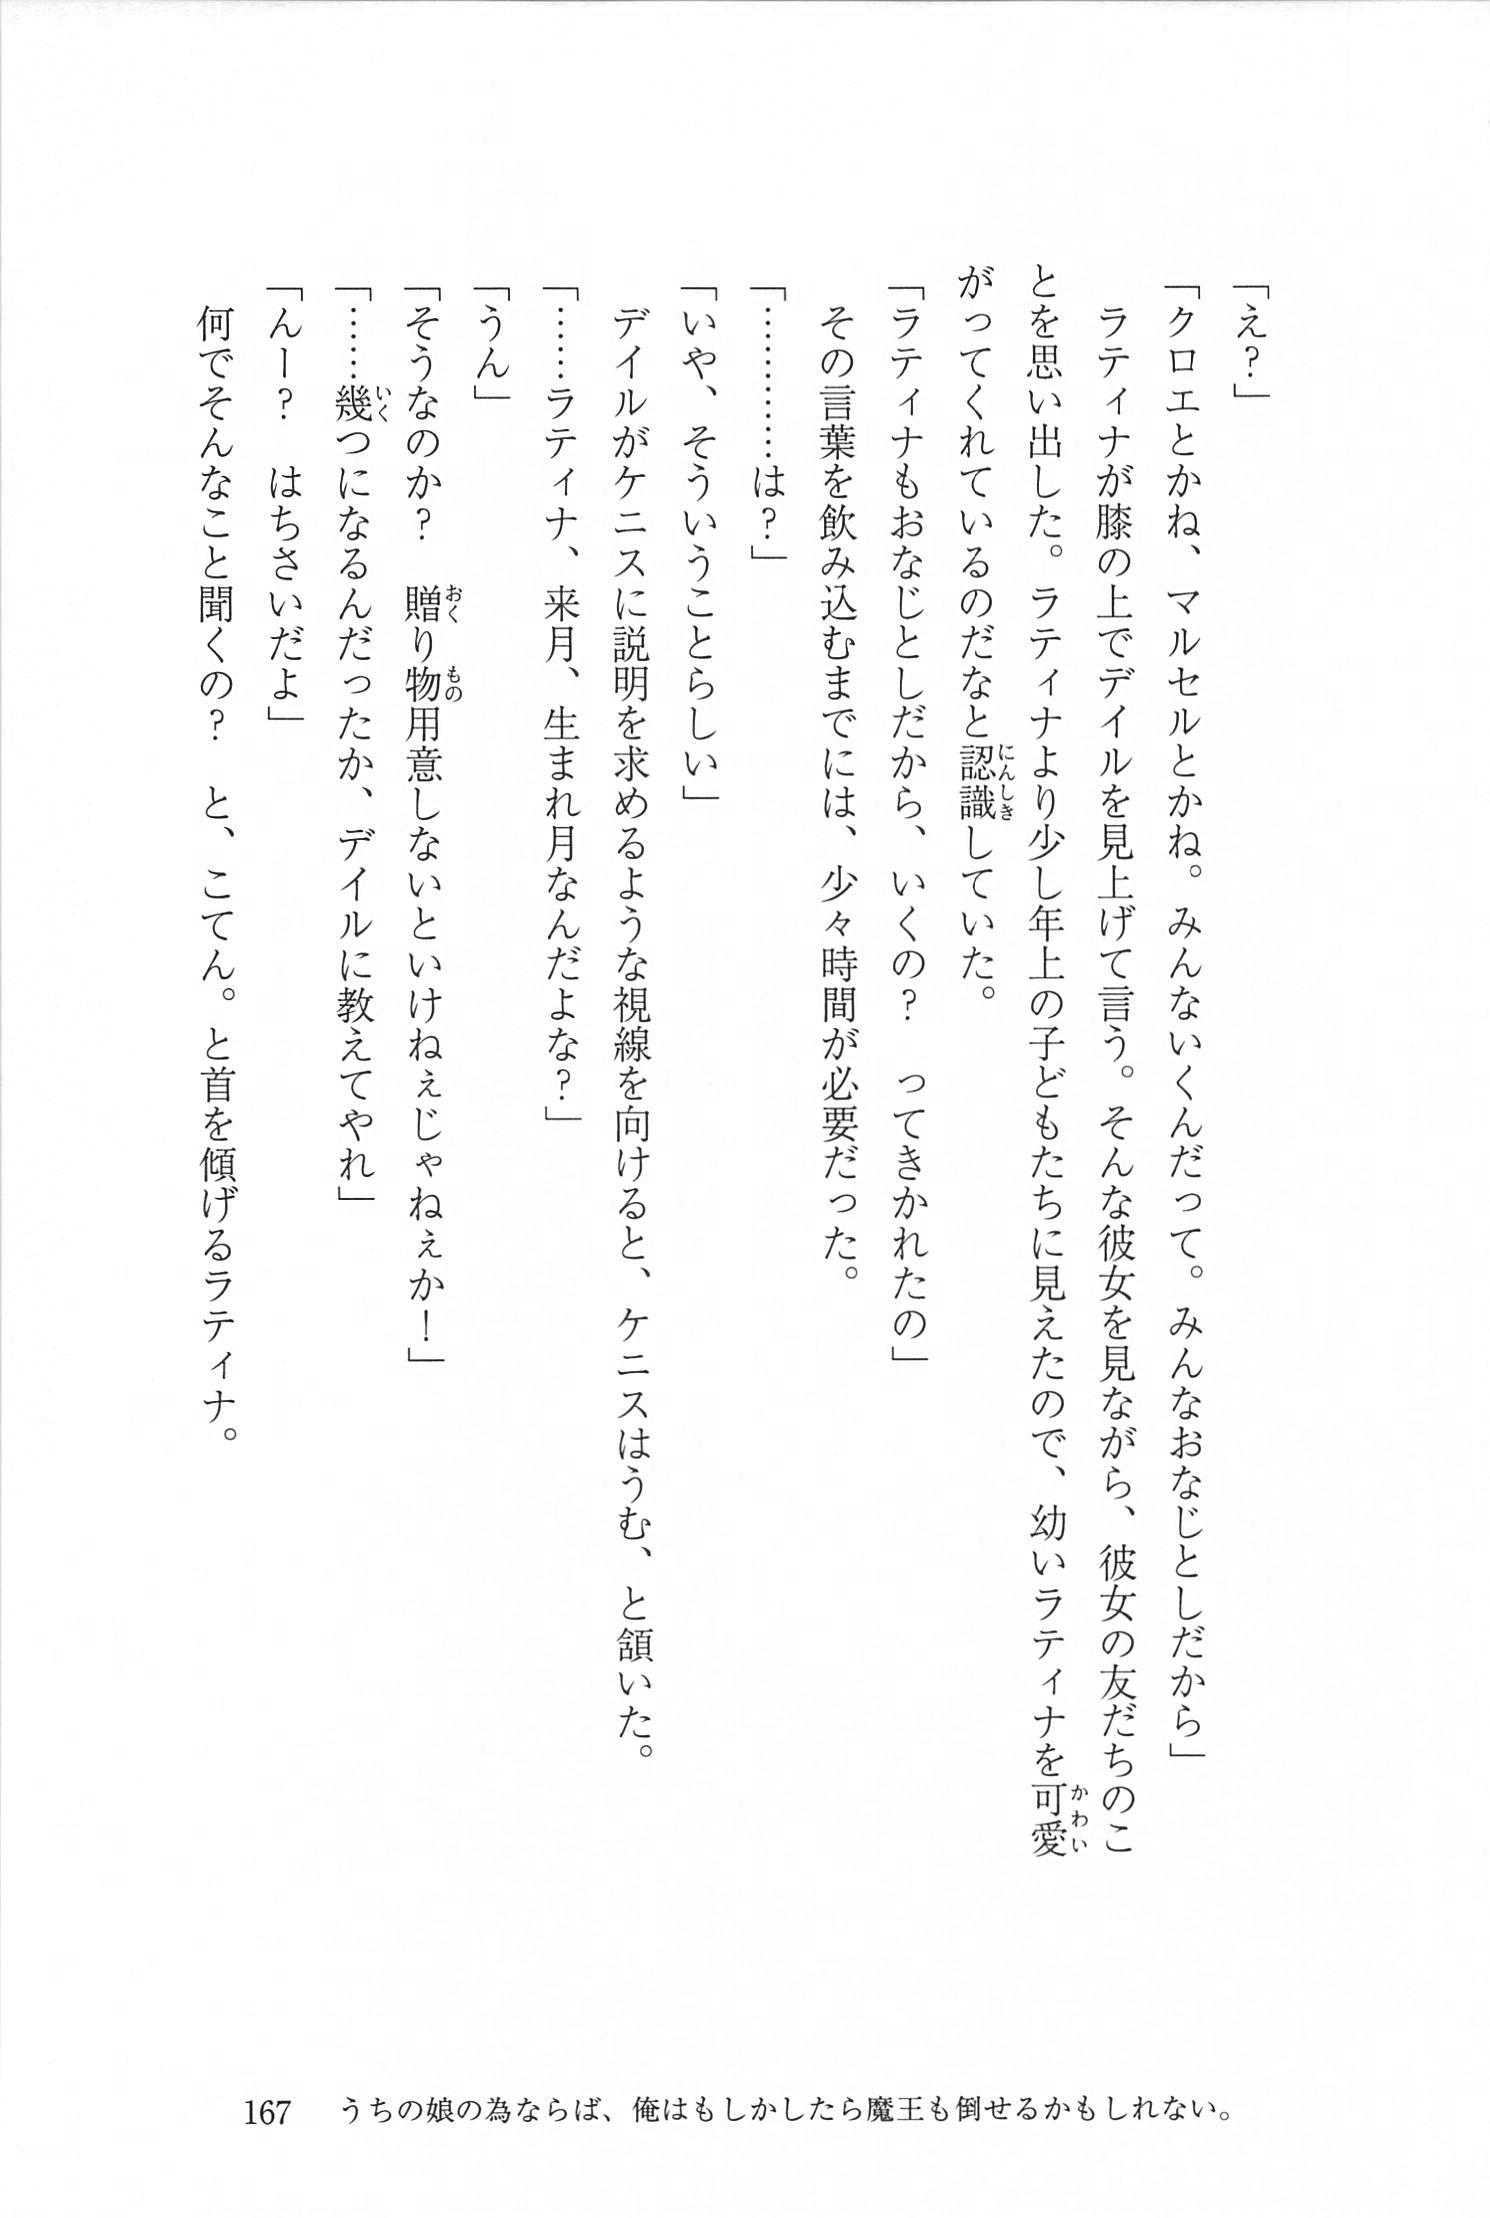 「え？」
「クロエとかね、マルセルとかね。みんないくんだって。みんなおなじとしだから」
　ラティナが膝の上でデイルを見上げて言う。そんな彼女を見ながら、彼女の友だちのこ
とを思い出した。ラティナより少し年上の子どもたちに見えたので、幼いラティナを可愛
がってくれているのだなと認識していた。
「ラティナもおなじとしだから、いくの？　ってきかれたの」
　その言葉を飲み込むまでには、少々時間が必要だった。
「…………は？」
「いや、そういうことらしい」
　デイルがケニスに説明を求めるような視線を向けると、ケニスはうむ、と頷いた。
「……ラティナ、来月、生まれ月なんだよな？」
「うん」
「そうなのか？　贈り物用意しないといけねぇじゃねぇか！」
「……幾つになるんだったか、デイルに教えてやれ」
「んー？　はちさいだよ」
　何でそんなこと聞くの？　と、こてん。と首を傾げるラティナ。
167　うちの娘の為ならば、俺はもしかしたら魔王も倒せるかもしれない。